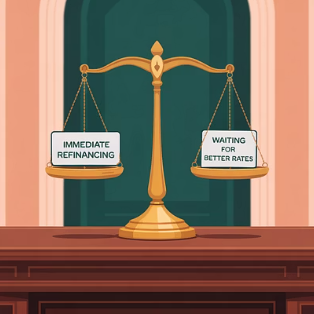 IMMEDIATE
REFINANCING
WAITING
FOR
BETTER RATES